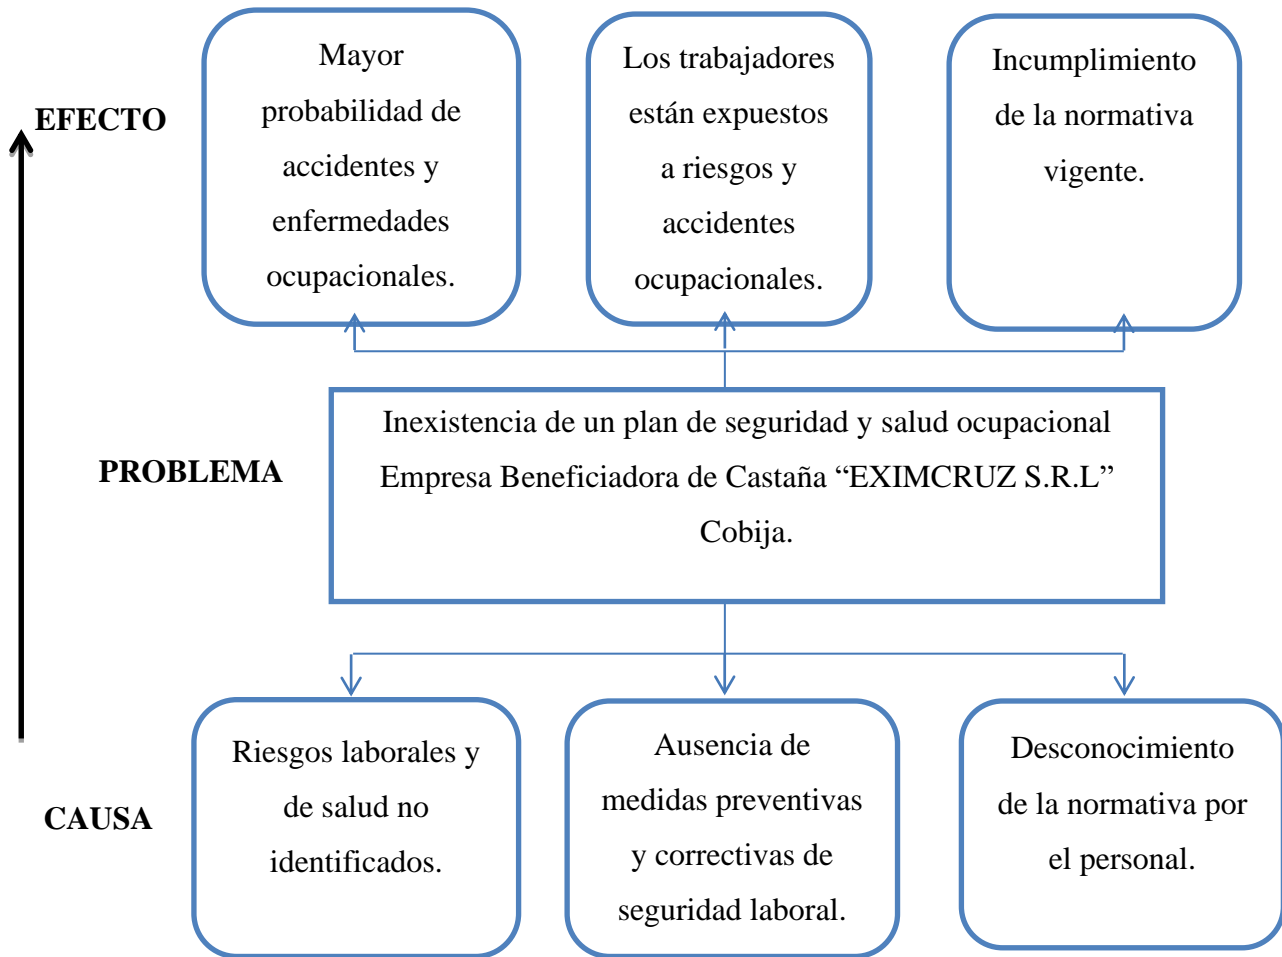 Mayor
probabilidad de
accidentes y
enfermedades
ocupacionales.
Los trabajadores
están expuestos
a riesgos y
accidentes
ocupacionales.
Incumplimiento
de la normativa
vigente.
EFECTO
Inexistencia de un plan de seguridad y salud ocupacional
Empresa Beneficiadora de Castaña “EXIMCRUZ S.R.L”
Cobija.
PROBLEMA
Riesgos laborales y
de salud no
identificados.
Ausencia de
medidas preventivas
y correctivas de
seguridad laboral.
Desconocimiento
de la normativa por
el personal.
CAUSA